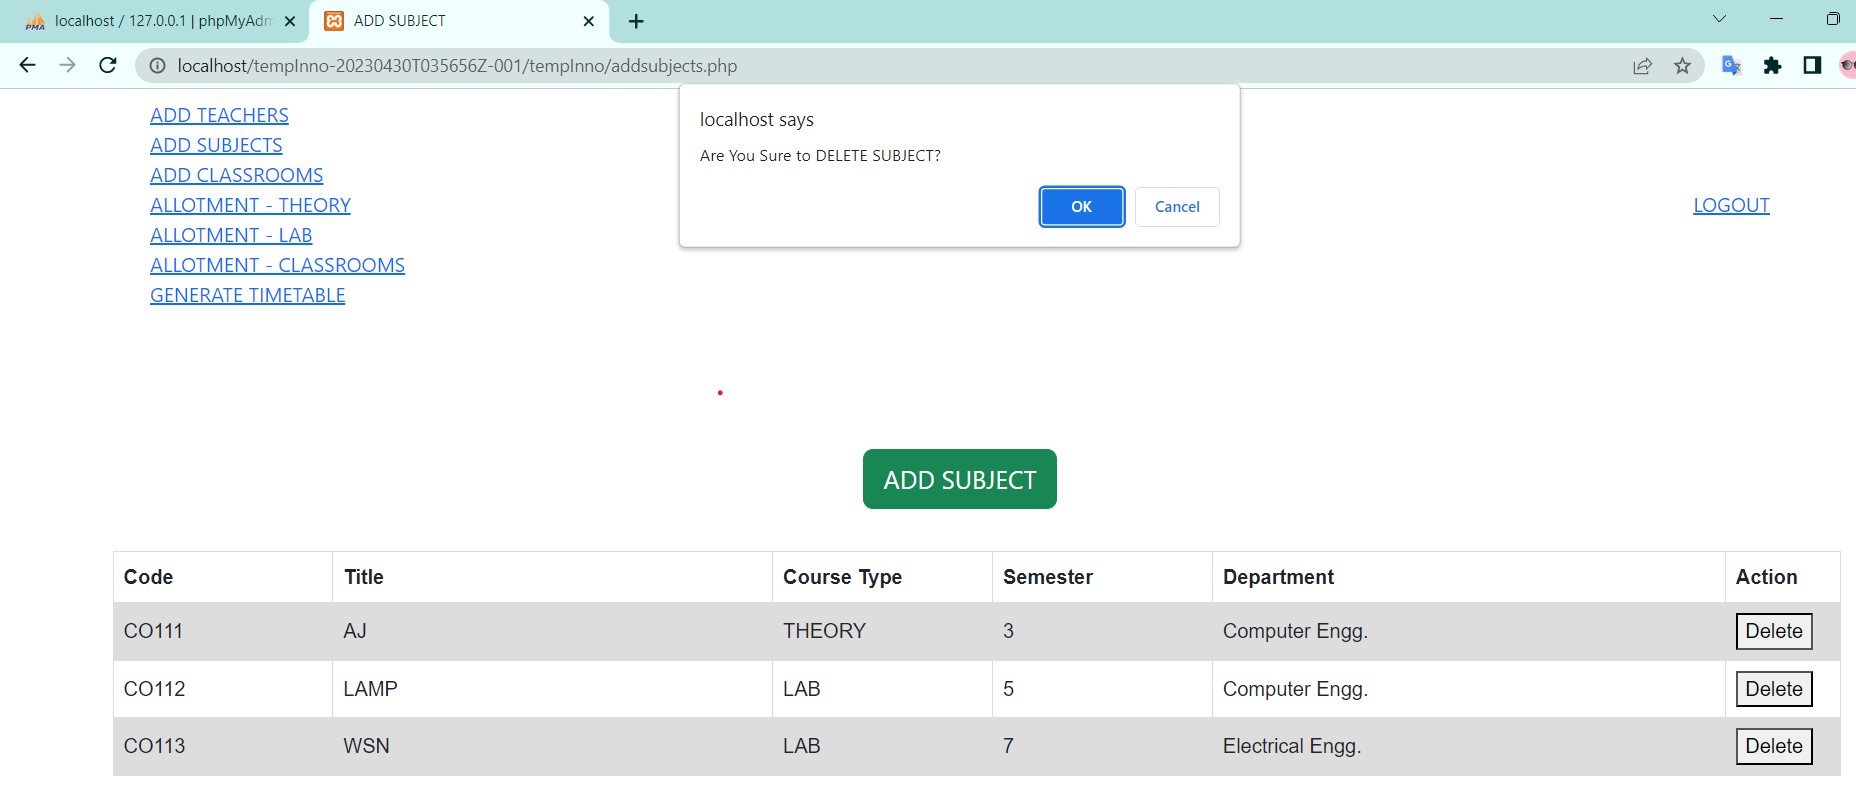 localhost / 127.0.0.1 | phpMyAdm
ADD SUBJECT
localhost/tempInno-20230430T035656Z-001/tempInno/addsubjects.php
localhost says
Are You Sure to DELETE SUBJECT?
OK Cancel
ADD TEACHERS
ADD SUBJECTS
ADD CLASSROOMS
ALLOTMENT - THEORY
ALLOTMENT - LAB
ALLOTMENT - CLASSROOMS
GENERATE TIMETABLE
LOGOUT
ADD SUBJECT
Code Title Course Type Semester Department Action
CO111 AJ THEORY 3 Computer Engg. Delete
CO112 LAMP LAB 5 Computer Engg. Delete
CO113 WSN LAB 7 Electrical Engg. Delete